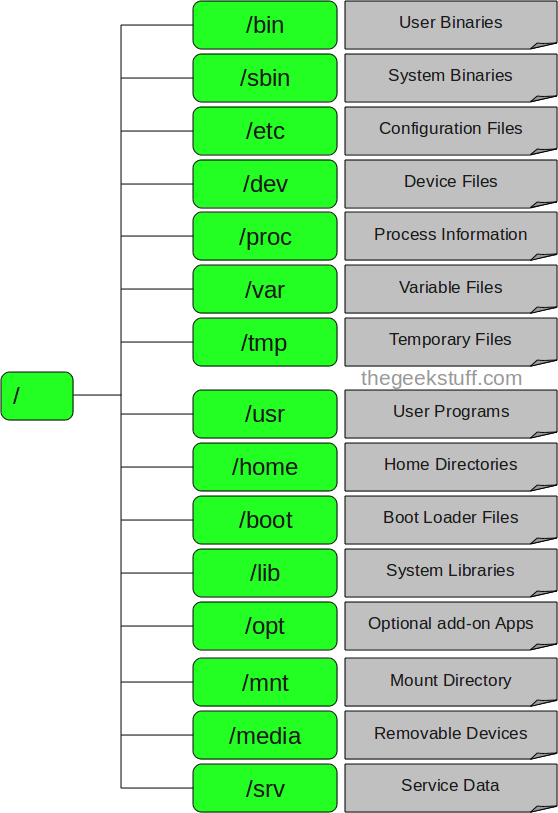 /bin User Binaries
/sbin System Binaries
/etc Configuration Files
/dev Device Files
/proc Process Information
/var Variable Files
/tmp Temporary Files
thegeekstuff.com
/
/usr User Programs
/home Home Directories
/boot Boot Loader Files
/lib System Libraries
/opt Optional add-on Apps
/mnt Mount Directory
/media Removable Devices
/srv Service Data